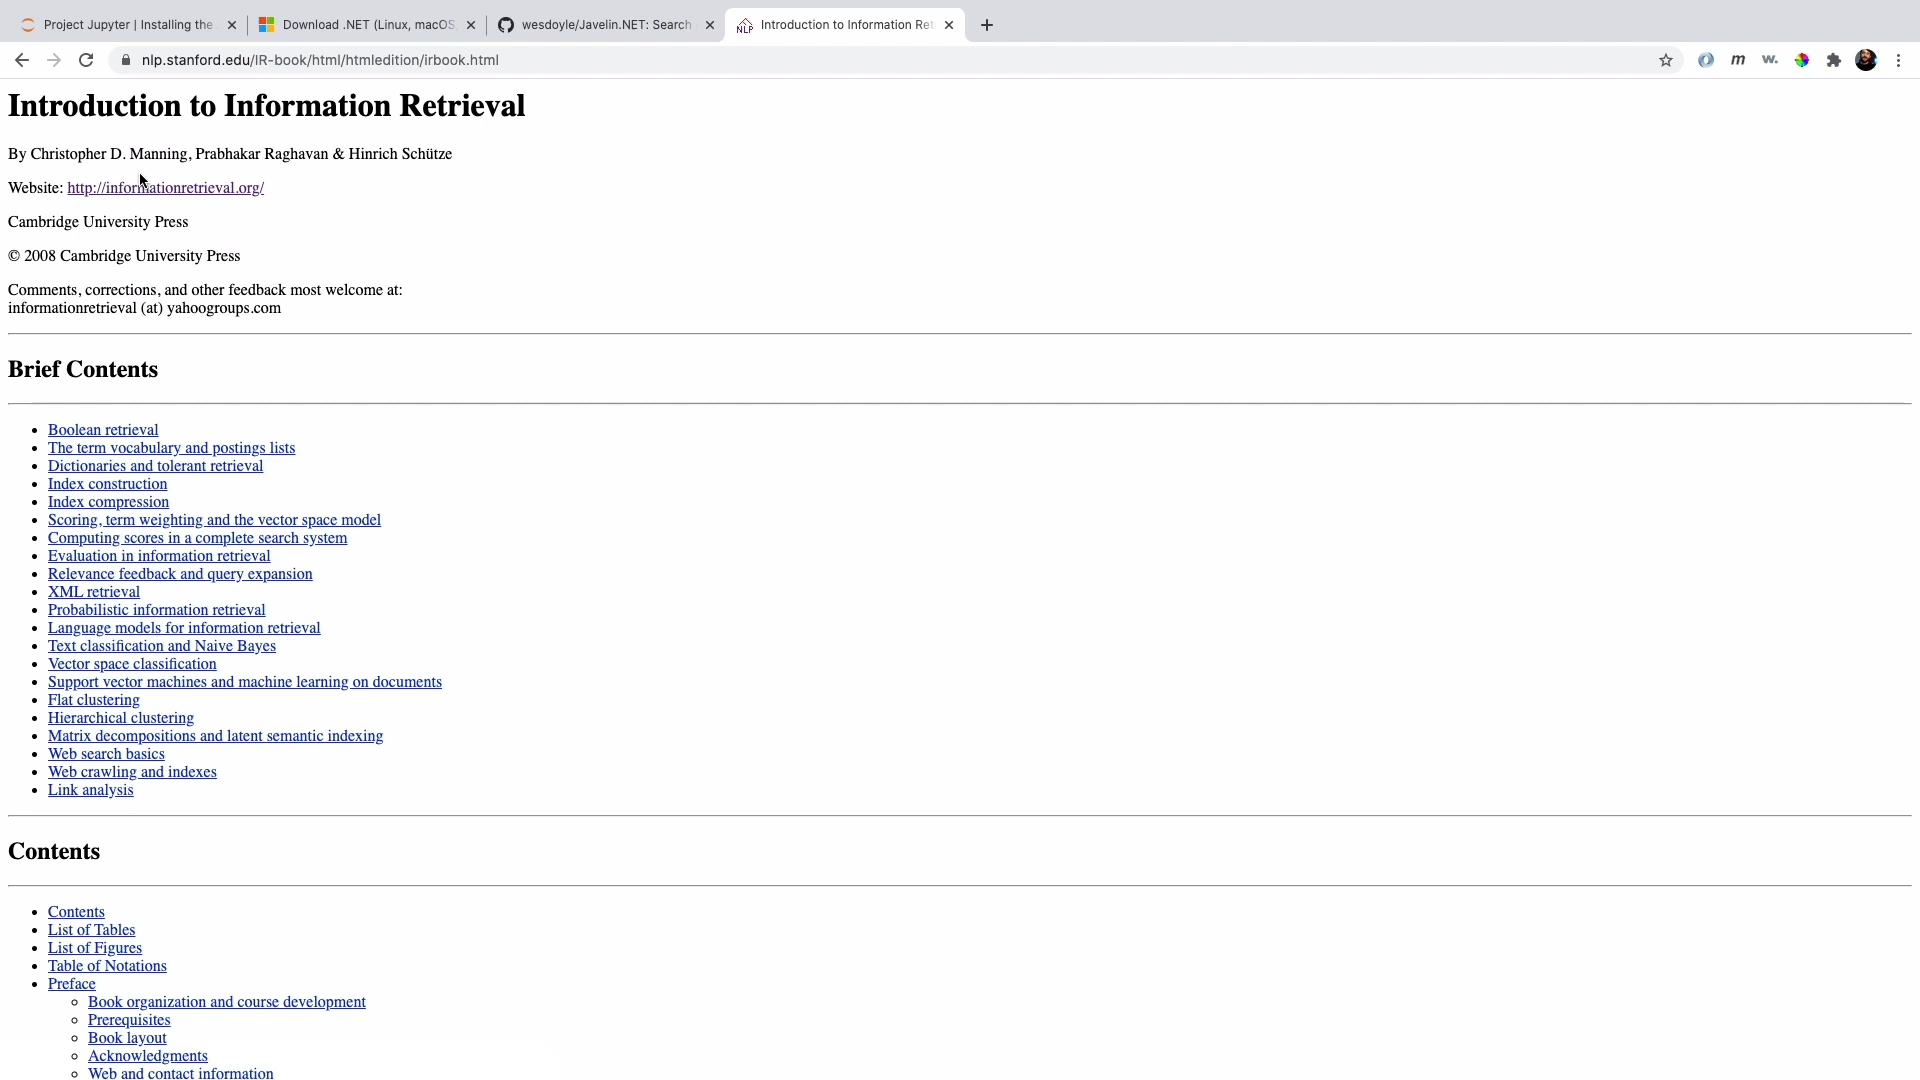 Project Jupyter | Installing the
Download .NET (Linux, macOS,
wesdoyle/Javelin.NET: Search
Introduction to Information Ret
nlp.stanford.edu/IR-book/html/htmledition/irbook.html
Introduction to Information Retrieval
By Christopher D. Manning, Prabhakar Raghavan & Hinrich Schütze
Website: http://informationretrieval.org/
Cambridge University Press
© 2008 Cambridge University Press
Comments, corrections, and other feedback most welcome at:
informationretrieval (at) yahoogroups.com
Brief Contents
Boolean retrieval
The term vocabulary and postings lists
Dictionaries and tolerant retrieval
Index construction
Index compression
Scoring, term weighting and the vector space model
Computing scores in a complete search system
Evaluation in information retrieval
Relevance feedback and query expansion
XML retrieval
Probabilistic information retrieval
Language models for information retrieval
Text classification and Naive Bayes
Vector space classification
Support vector machines and machine learning on documents
Flat clustering
Hierarchical clustering
Matrix decompositions and latent semantic indexing
Web search basics
Web crawling and indexes
Link analysis
Contents
Contents
List of Tables
List of Figures
Table of Notations
Preface
Book organization and course development
Prerequisites
Book layout
Acknowledgments
Web and contact information